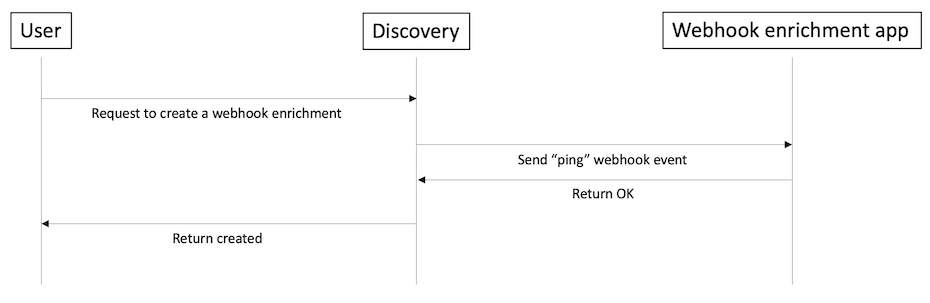 User
Discovery
Webhook enrichment app
Request to create a webhook enrichment
Send “ping” webhook event
Return OK
Return created